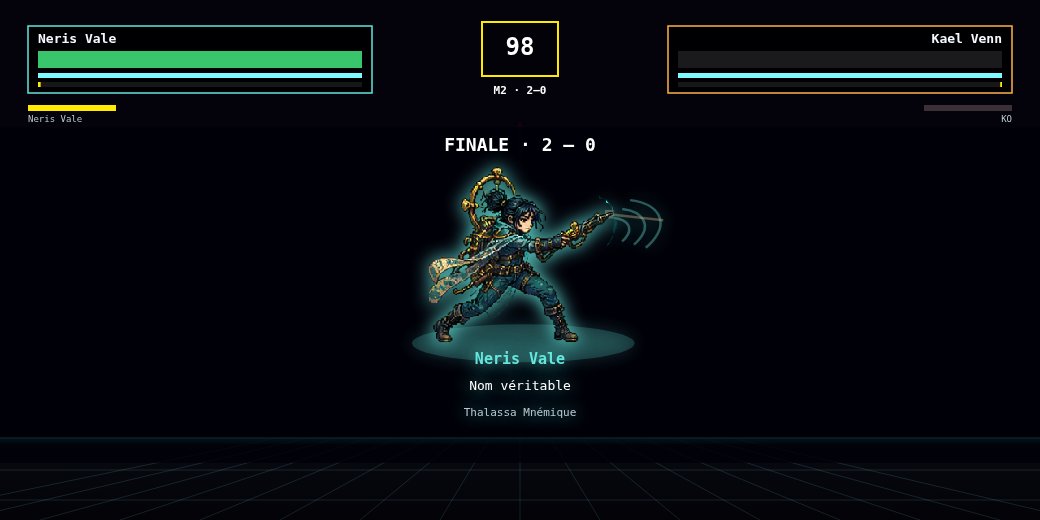 Neris Vale
98
Kael Venn
M2 · 2–0
Neris Vale
KO
FINALE · 2 — 0
Neris Vale
Nom véritable
Thalassa Mnémique